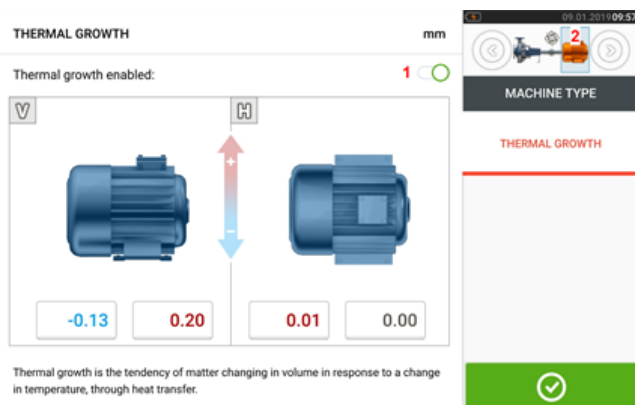 THERMAL GROWTH mm
09.01.2019 09:57
2
Thermal growth enabled: 1
MACHINE TYPE
V H
THERMAL GROWTH
+
-
-0.13 0.20 0.01 0.00
Thermal growth is the tendency of matter changing in volume in response to a change
in temperature, through heat transfer.